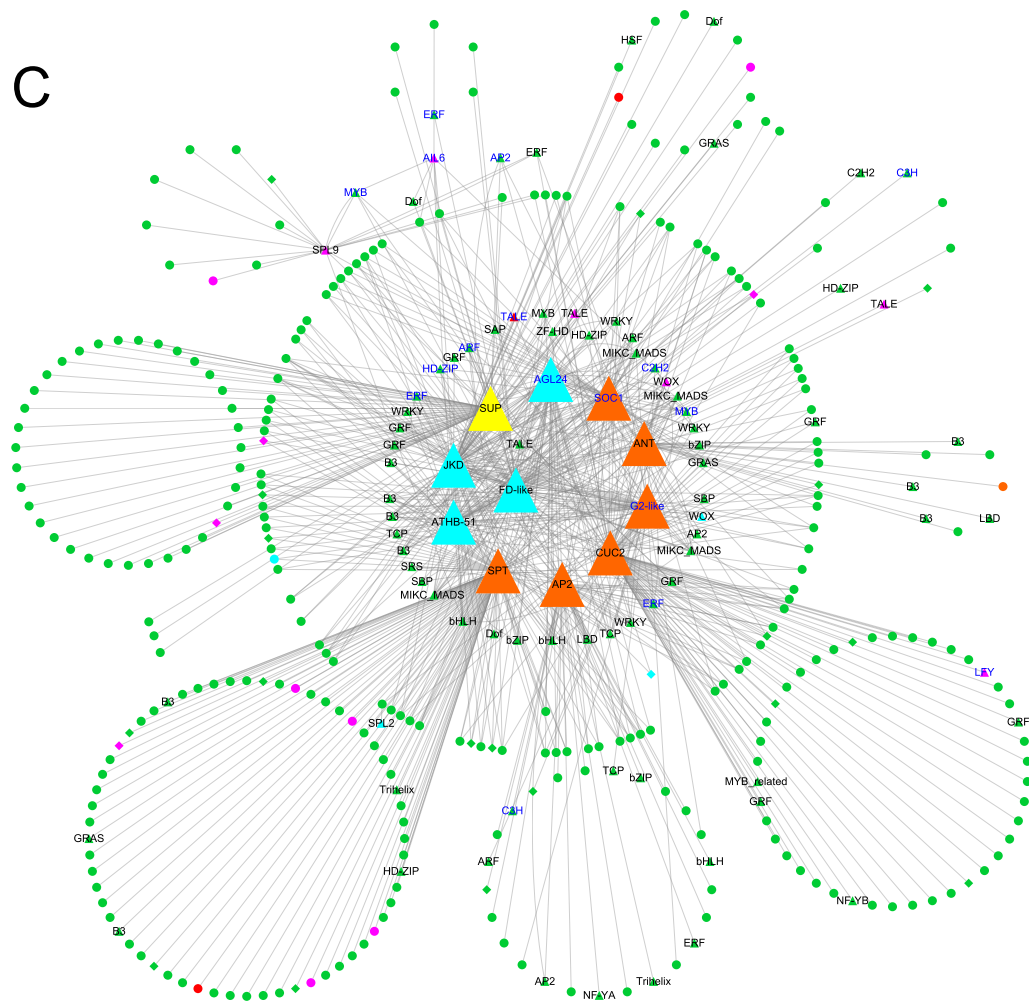 C
Dof
HSF
ERF
GRAS
AIL6
AP2
ERF
C2H2
C3H
MYB
Dof
SPL9
HD-ZIP
TALE
TALE
MYB
TALE
WRKY
SAP
ZF-HD
HD-ZIP
ARF
ARF
GRF
MIKC_MADS
HD-ZIP
C2H2
AGL24
WOX
ERF
SUP
SOC1
MIKC_MADS
WRKY
MYB
GRF
GRF
WRKY
GRF
TALE
ANT
bZIP
B3
B3
JKD
GRAS
FD-like
B3
B3
SBP
B3
G2-like
WOX
B3
LBD
TCP
ATHB-51
AP2
B3
CUC2
MIKC_MADS
SRS
SPT
SBP
AP2
GRF
MIKC_MADS
ERF
bHLH
WRKY
Dof
bZIP
bHLH
LBD
TCP
LFY
B3
SPL2
GRF
TCP
bZIP
MYB_related
Trihelix
GRF
C3H
GRAS
ARF
bHLH
HD-ZIP
NF-YB
B3
ERF
AP2
Trihelix
NF-YA